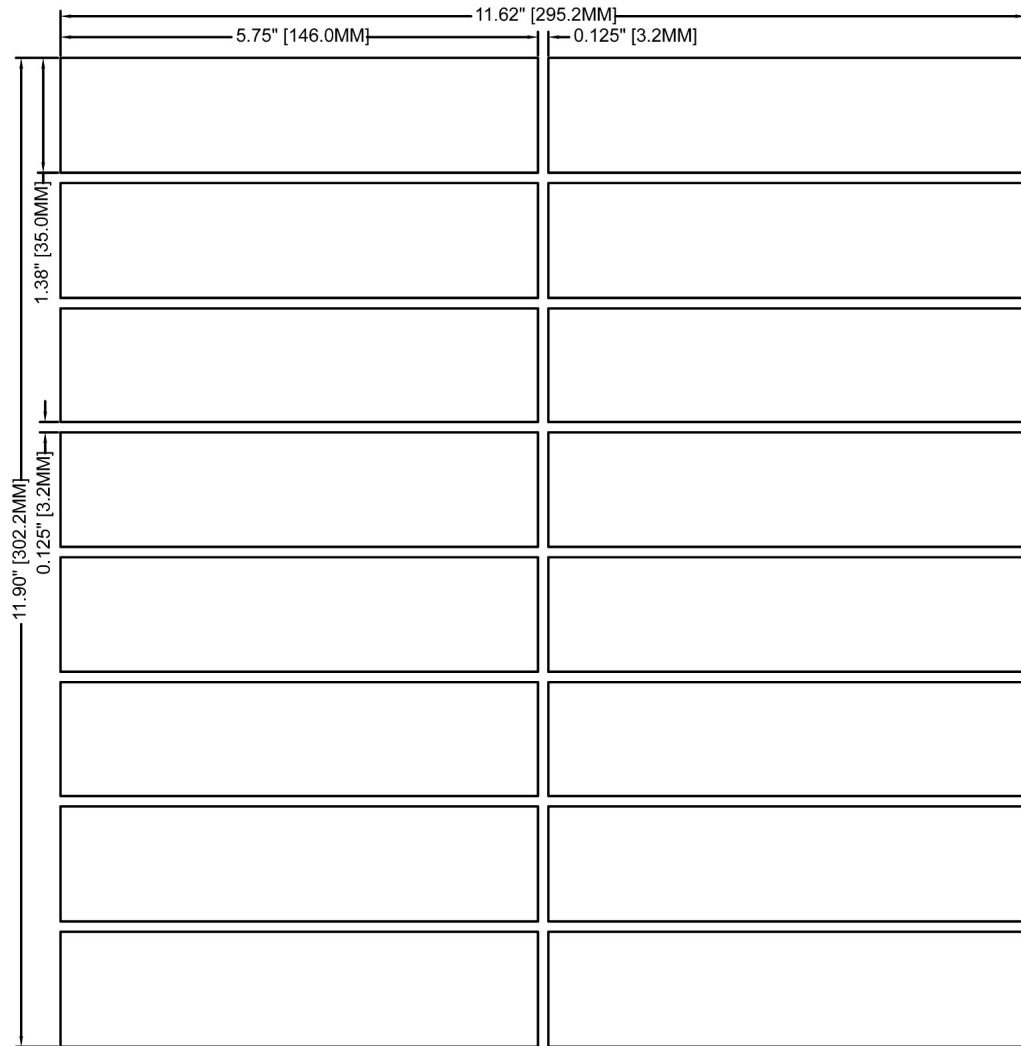 11.62" [295.2MM]
5.75" [146.0MM]
0.125" [3.2MM]
1.38" [35.0MM]
0.125" [3.2MM]
11.90" [302.2MM]